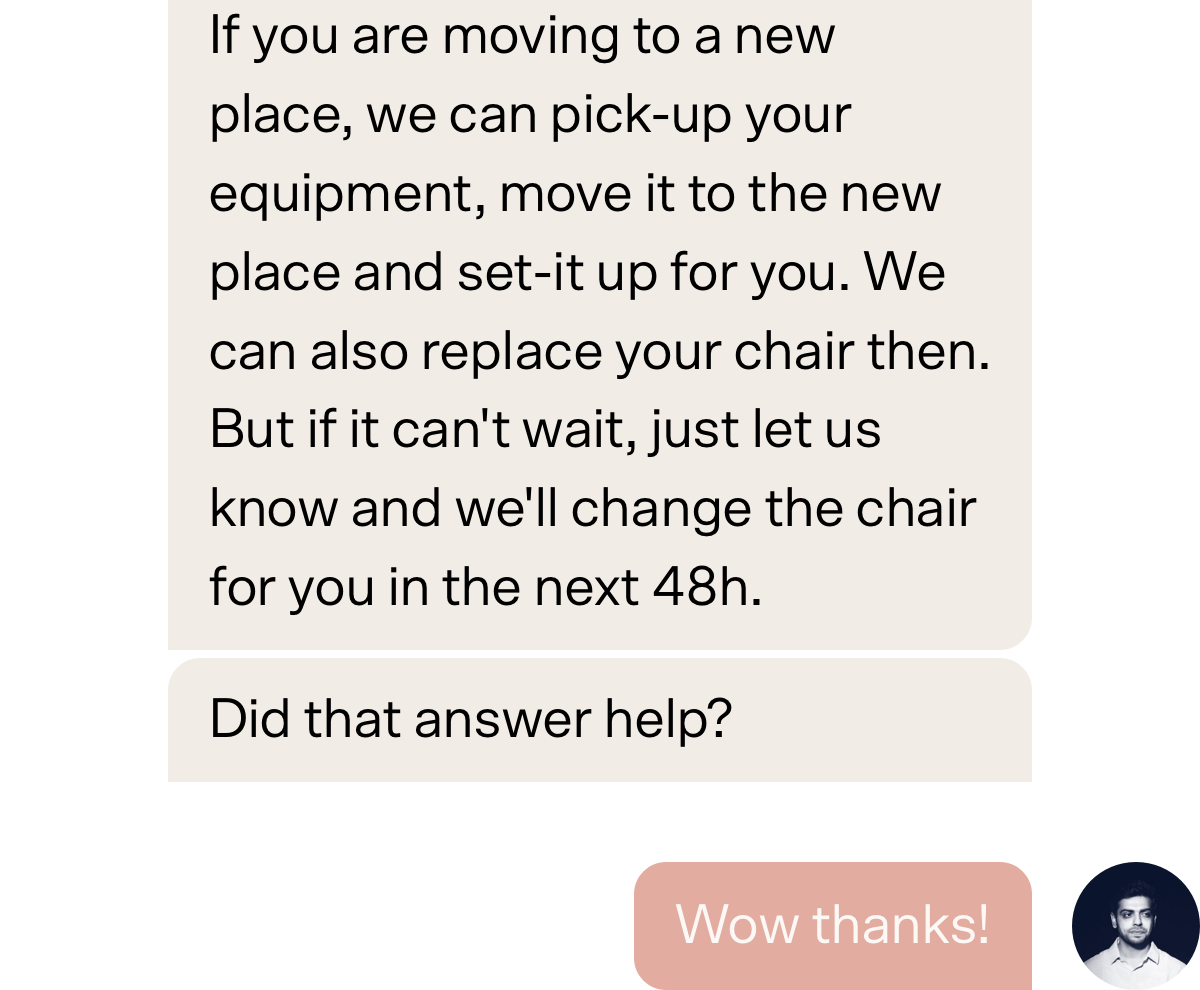 If you are moving to a new
place, we can pick-up your
equipment, move it to the new
place and set-it up for you. We
can also replace your chair then.
But if it can't wait, just let us
know and we'll change the chair
for you in the next 48h.
Did that answer help?
Wow thanks!